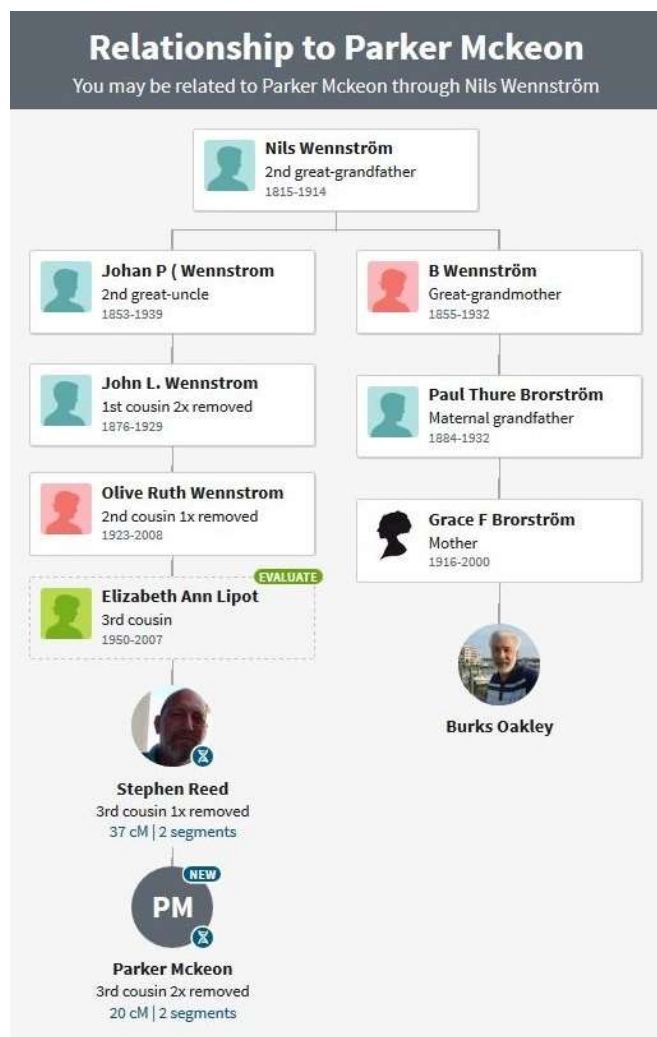 Relationship to Parker Mckeon
You may be related to Parker Mckeon through Nils Wennström
Nils Wennström
2nd great-grandfather
1815-1914
Johan P ( Wennstrom
2nd great-uncle
1853-1939
B Wennström
Great-grandmother
1855-1932
John L. Wennstrom
1st cousin 2x removed
1876-1929
Paul Thure Brorström
Maternal grandfather
1884-1932
Olive Ruth Wennstrom
2nd cousin 1x removed
1923-2008
Grace F Brorström
Mother
1916-2000
EVALUATE
Elizabeth Ann Lipot
3rd cousin
1950-2007
Burks Oakley
Stephen Reed
3rd cousin 1x removed
37 cM | 2 segments
NEW
PM
Parker Mckeon
3rd cousin 2x removed
20 cM | 2 segments